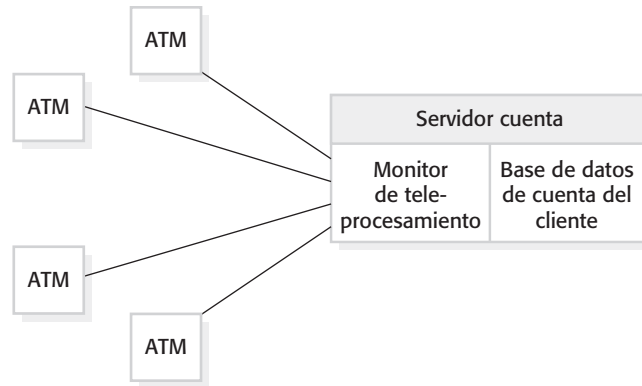 ATM
ATM
Servidor cuenta
Monitor
de tele-
procesamiento
Base de datos
de cuenta del
cliente
ATM
ATM